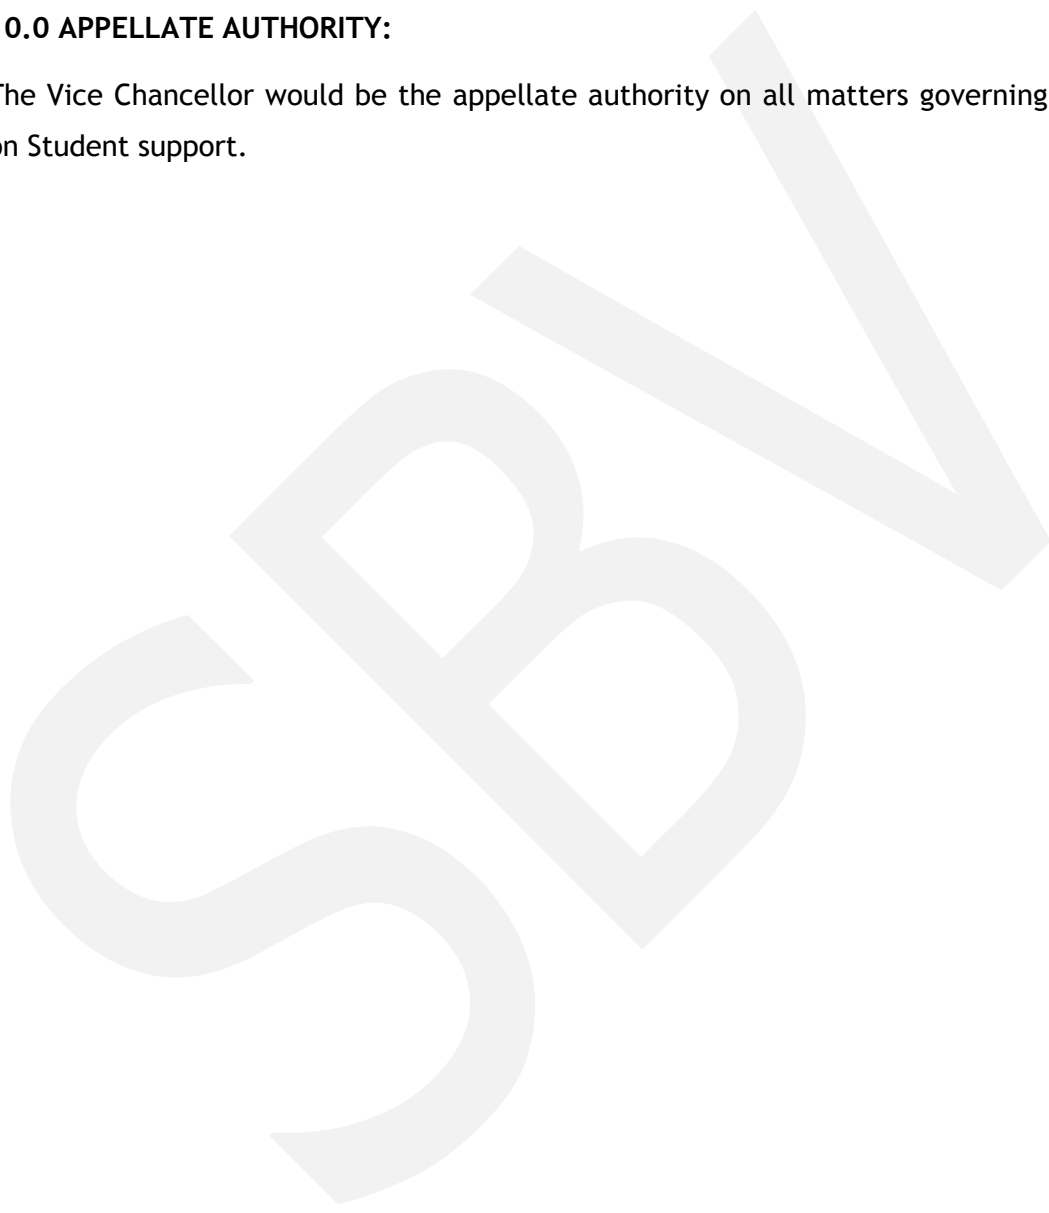 0.0 APPELLATE AUTHORITY:
The Vice Chancellor would be the appellate authority on all matters governing
on Student support.
SBV